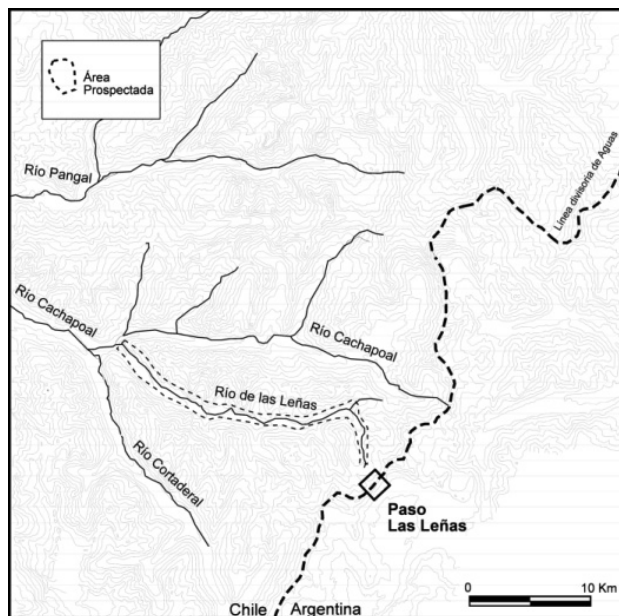 Área
Prospectada
Río Pangal
Línea divisoria de Aguas
Río Cachapoal
Río Cachapoal
Río de las Leñas
Río Cortaderal
Paso
Las Leñas
0 10 Km
Chile Argentina